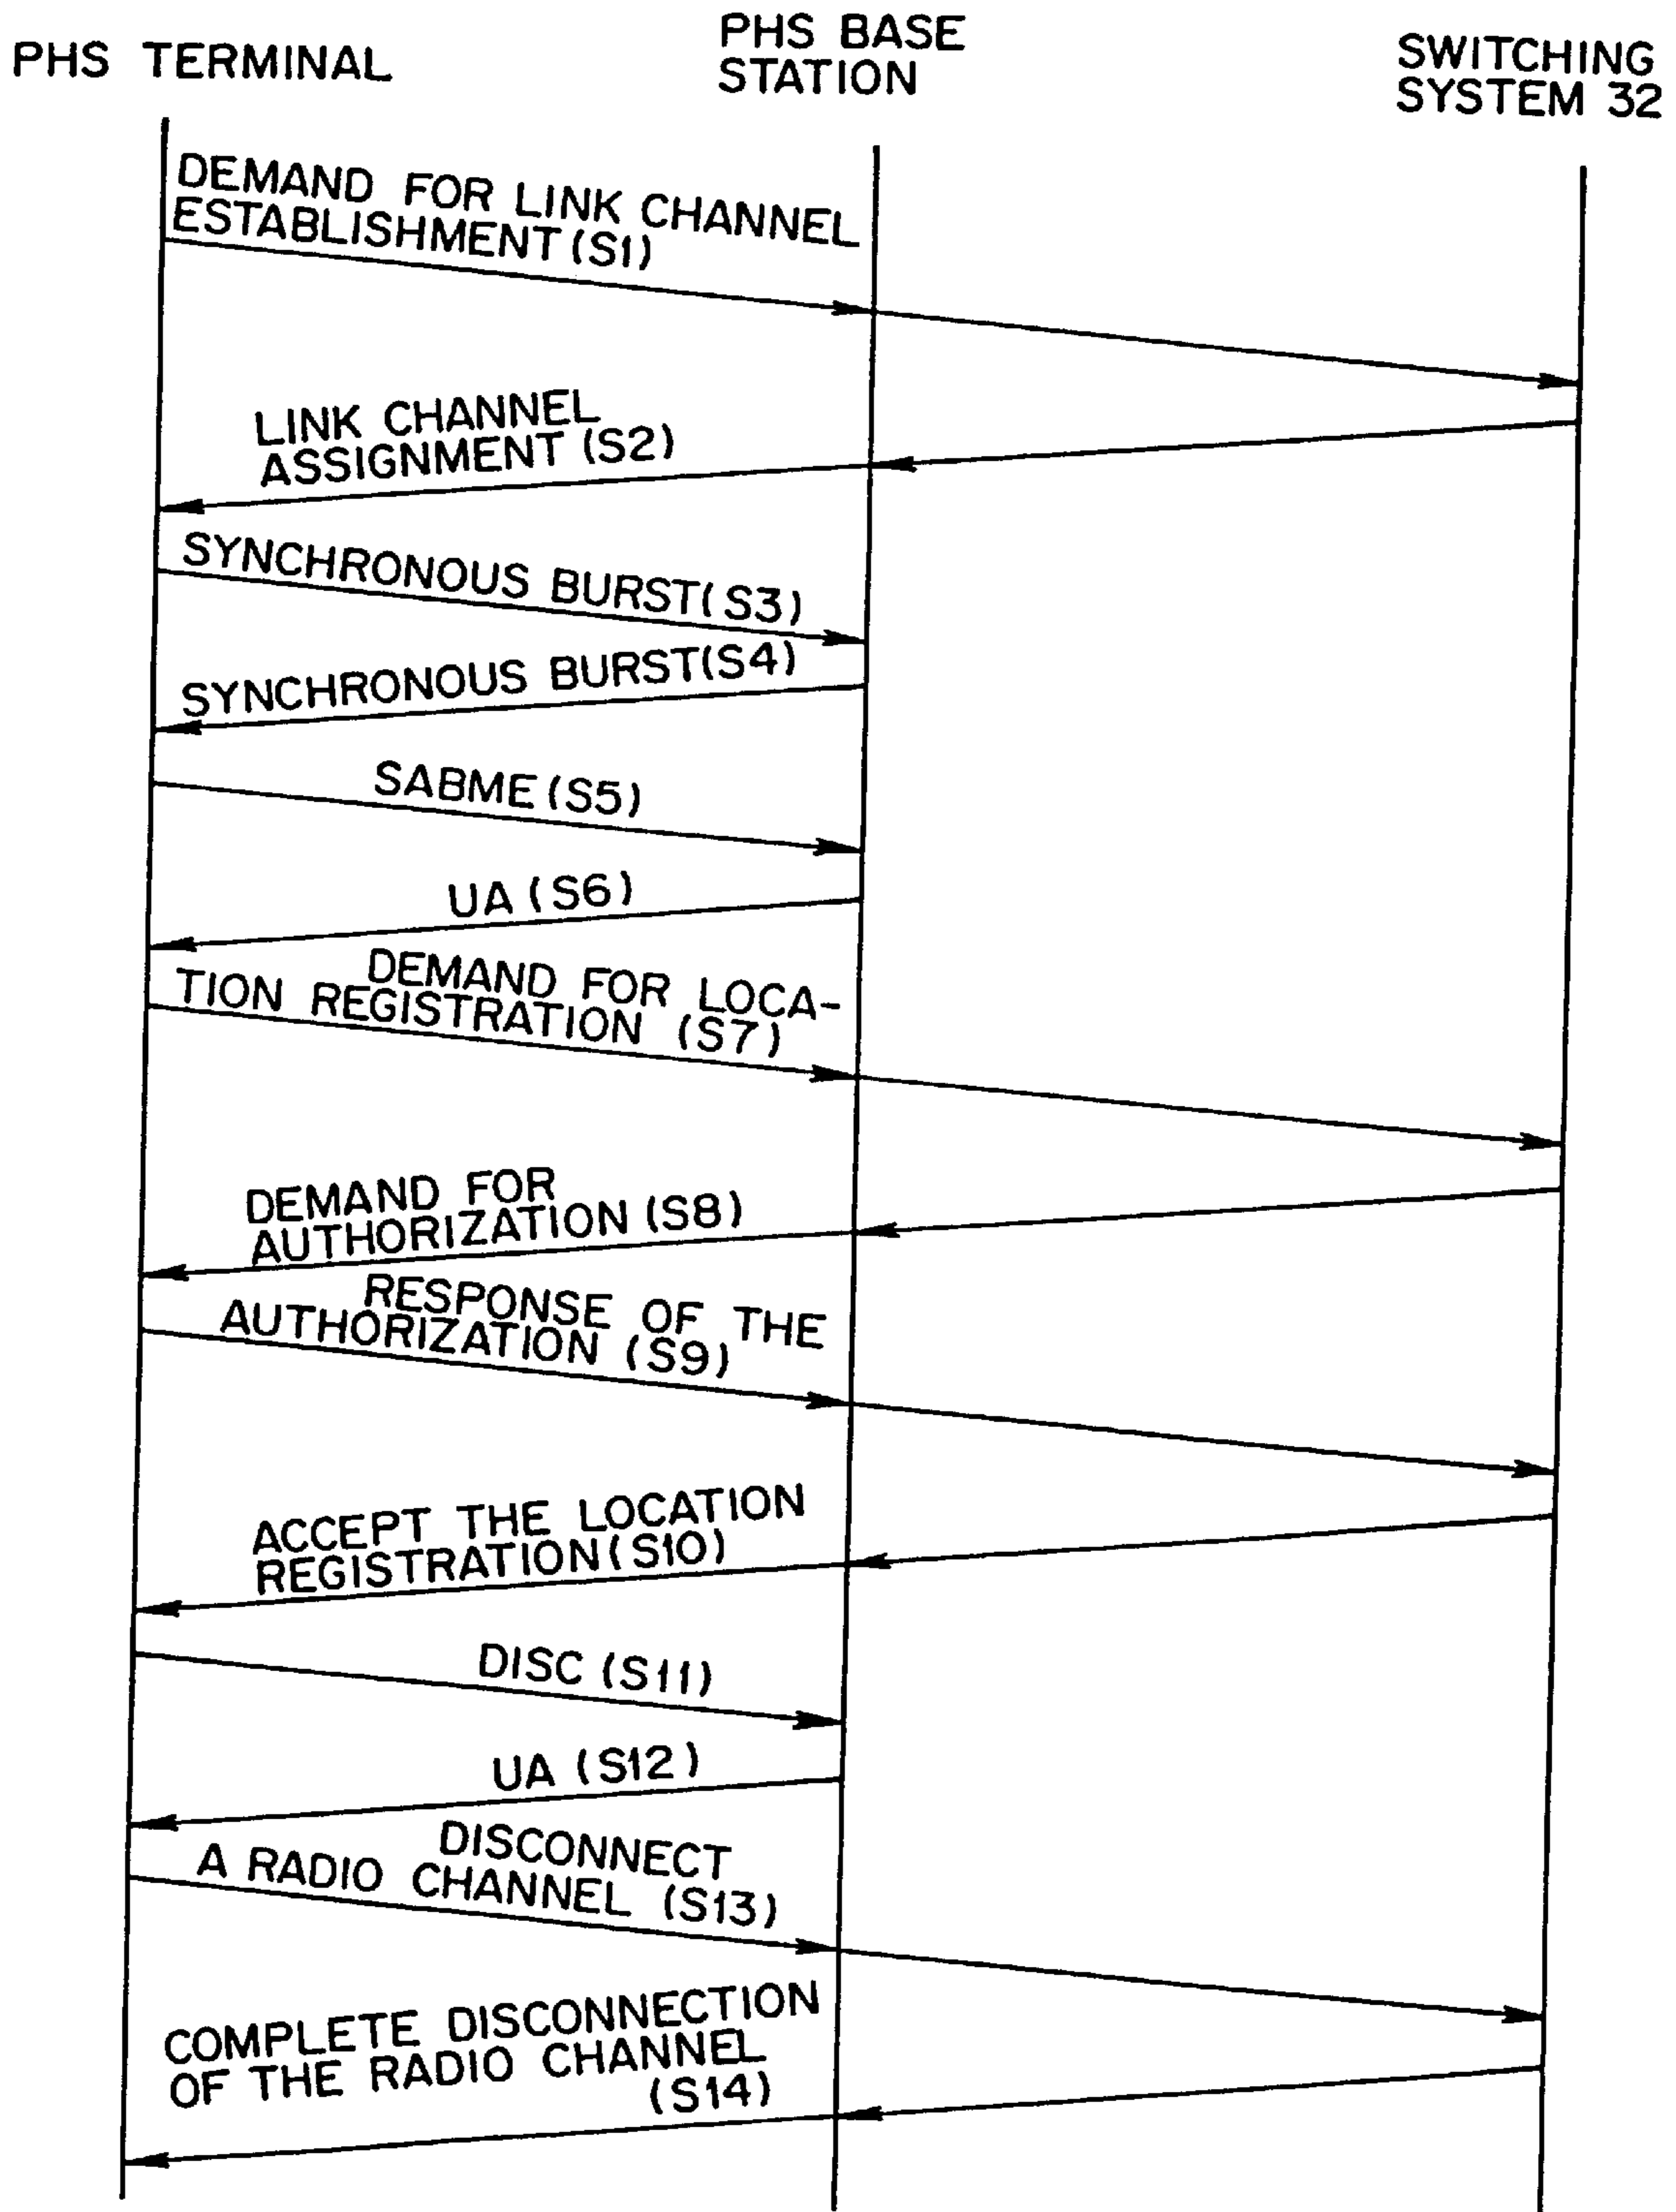 PHS TERMINAL
PHS BASE
STATION
SWITCHING
SYSTEM 32
DEMAND FOR LINK CHANNEL
ESTABLISHMENT (S1)
LINK CHANNEL
ASSIGNMENT (S2)
SYNCHRONOUS BURST(S3)
SYNCHRONOUS BURST(S4)
SABME (S5)
UA (S6)
DEMAND FOR LOCA-
TION REGISTRATION (S7)
DEMAND FOR
AUTHORIZATION (S8)
RESPONSE OF THE
AUTHORIZATION (S9)
ACCEPT THE LOCATION
REGISTRATION(S10)
DISC (S11)
UA (S12)
DISCONNECT
A RADIO CHANNEL (S13)
COMPLETE DISCONNECTION
OF THE RADIO CHANNEL
(S14)